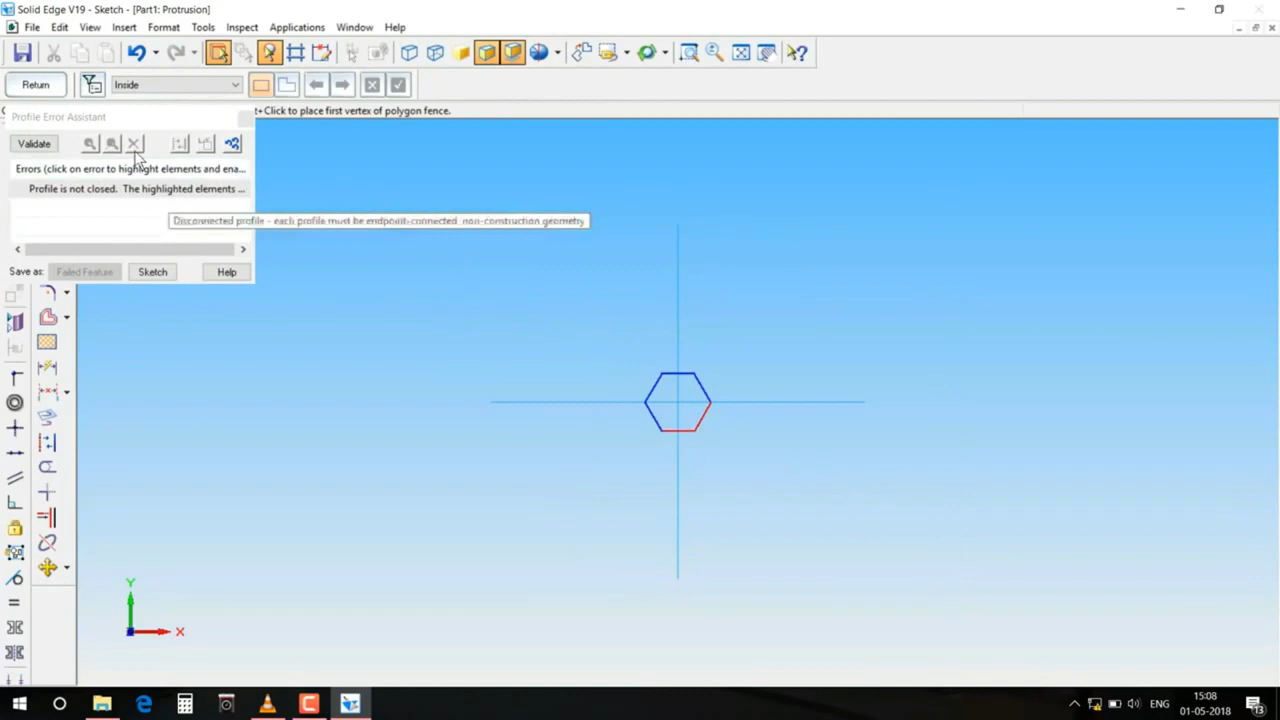 Solid Edge V19 - Sketch - [Part1: Protrusion]
File Edit View Insert Format Tools Inspect Applications Window Help
Return Inside
Profile Error Assistant
+Click to place first vertex of polygon fence.
Validate
Errors (click on error to highlight elements and ena...
Profile is not closed. The highlighted elements ...
Disconnected profile - each profile must be endpoint-connected, non-construction geometry
Save as: Failed Feature Sketch Help
Y
X
15:08
ENG
01-05-2018
13